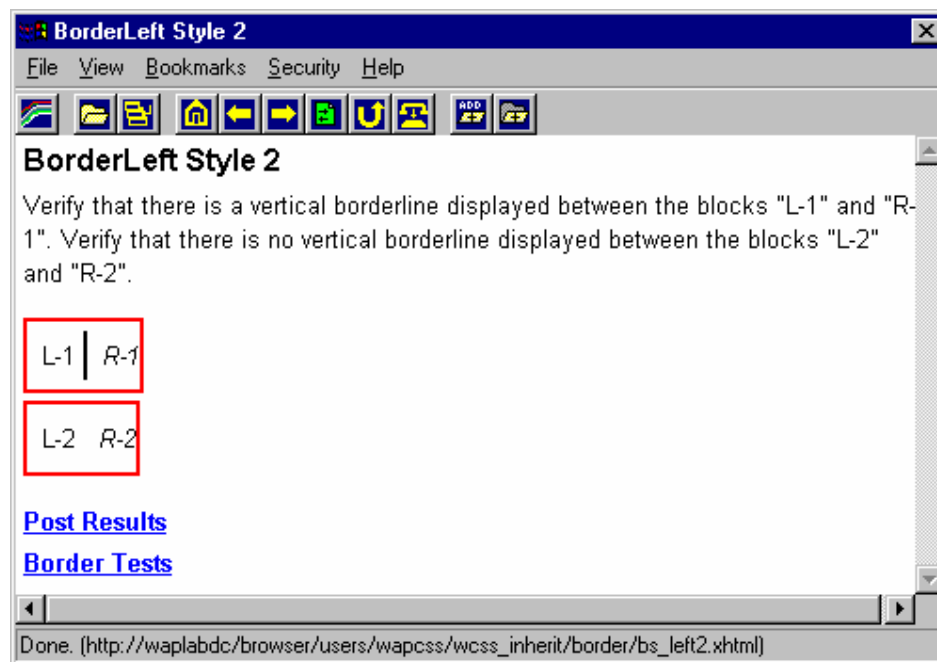 BorderLeft Style 2
File View Bookmarks Security Help
ADD
BorderLeft Style 2
Verify that there is a vertical borderline displayed between the blocks "L-1" and "R-
1". Verify that there is no vertical borderline displayed between the blocks "L-2"
and "R-2".
L-1 R-1
L-2 R-2
Post Results
Border Tests
Done. (http://waplabdc/browser/users/wapcss/wcss_inherit/border/bs_left2.xhtml)